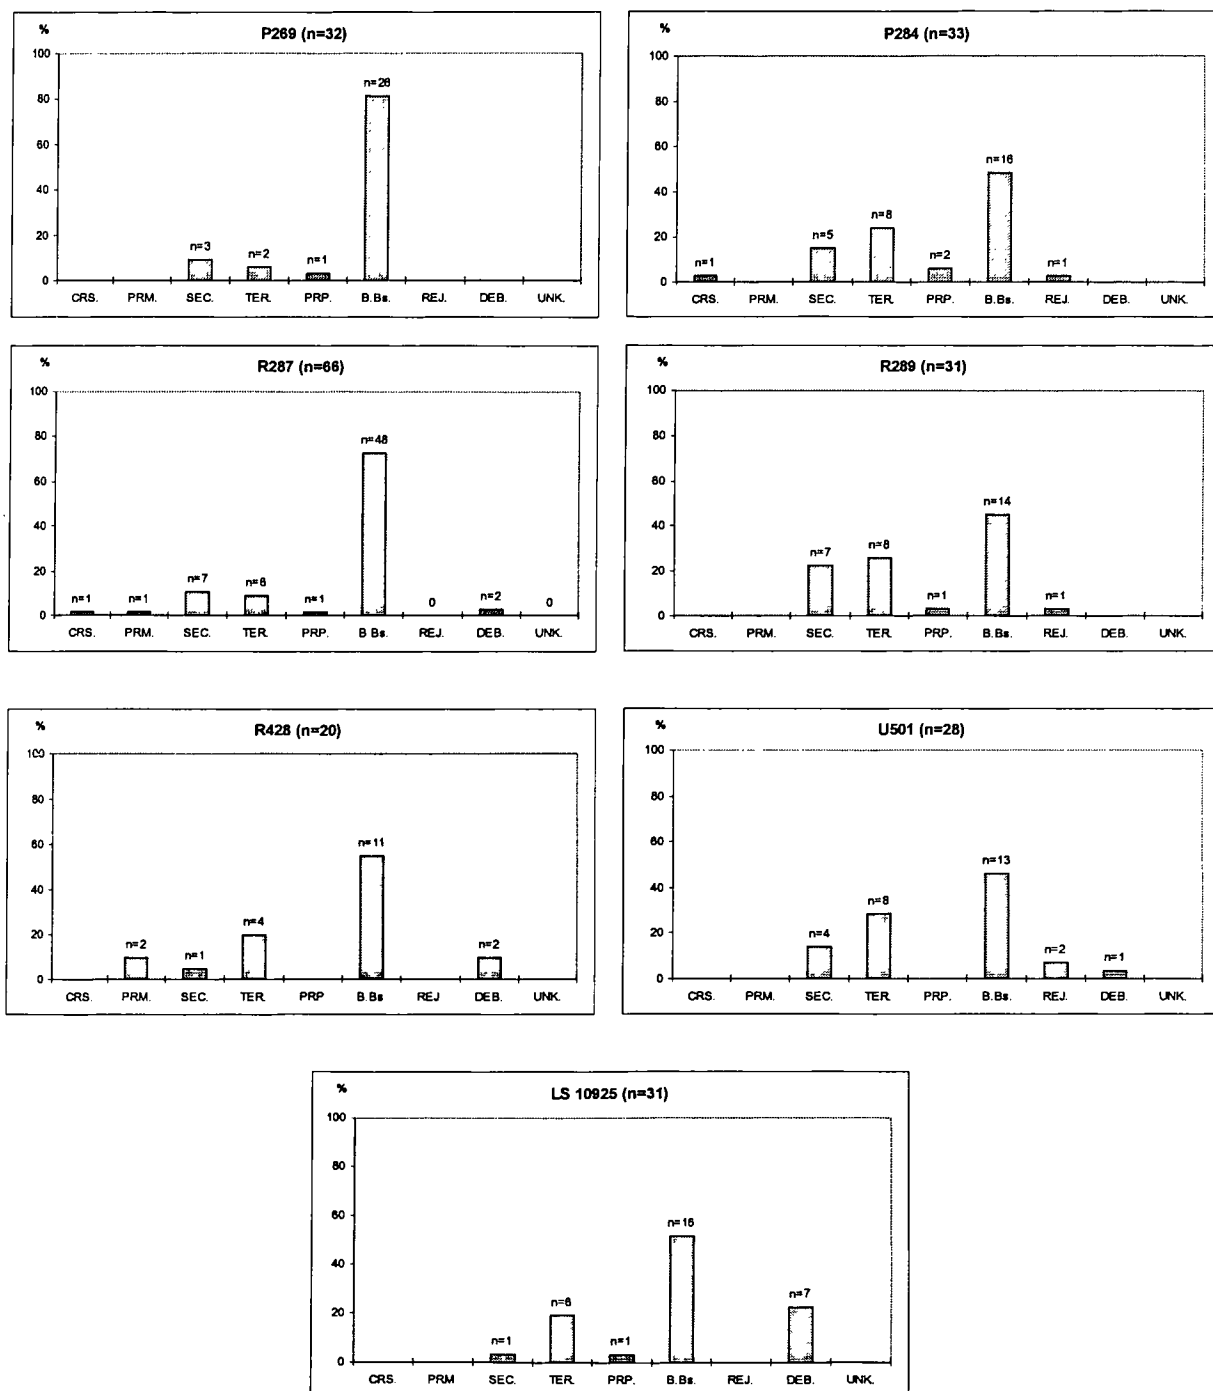 %
P269 (n=32)
100
80
60
40
20
0
n=3
n=2
n=1
n=26
CRS. PRM. SEC. TER. PRP. B.Bs. REJ. DEB. UNK.
%
P284 (n=33)
100
80
60
40
20
0
n=1
n=5
n=8
n=2
n=16
n=1
CRS. PRM. SEC. TER. PRP. B.Bs. REJ. DEB. UNK.
%
R287 (n=66)
100
80
60
40
20
0
n=1
n=1
n=7
n=6
n=1
n=48
0
n=2
0
CRS. PRM. SEC. TER. PRP. B.Bs. REJ. DEB. UNK.
%
R289 (n=31)
100
80
60
40
20
0
n=7
n=8
n=1
n=14
n=1
CRS. PRM. SEC. TER. PRP. B.Bs. REJ. DEB. UNK.
%
R428 (n=20)
100
80
60
40
20
0
n=2
n=1
n=4
n=11
n=2
CRS. PRM. SEC. TER. PRP B.Bs. REJ DEB. UNK.
%
U501 (n=28)
100
80
60
40
20
0
n=4
n=8
n=13
n=2
n=1
CRS. PRM. SEC. TER. PRP. B.Bs. REJ. DEB. UNK.
%
LS 10925 (n=31)
100
80
60
40
20
0
n=1
n=6
n=1
n=16
n=7
CRS. PRM SEC. TER. PRP. B.Bs. REJ. DEB. UNK.